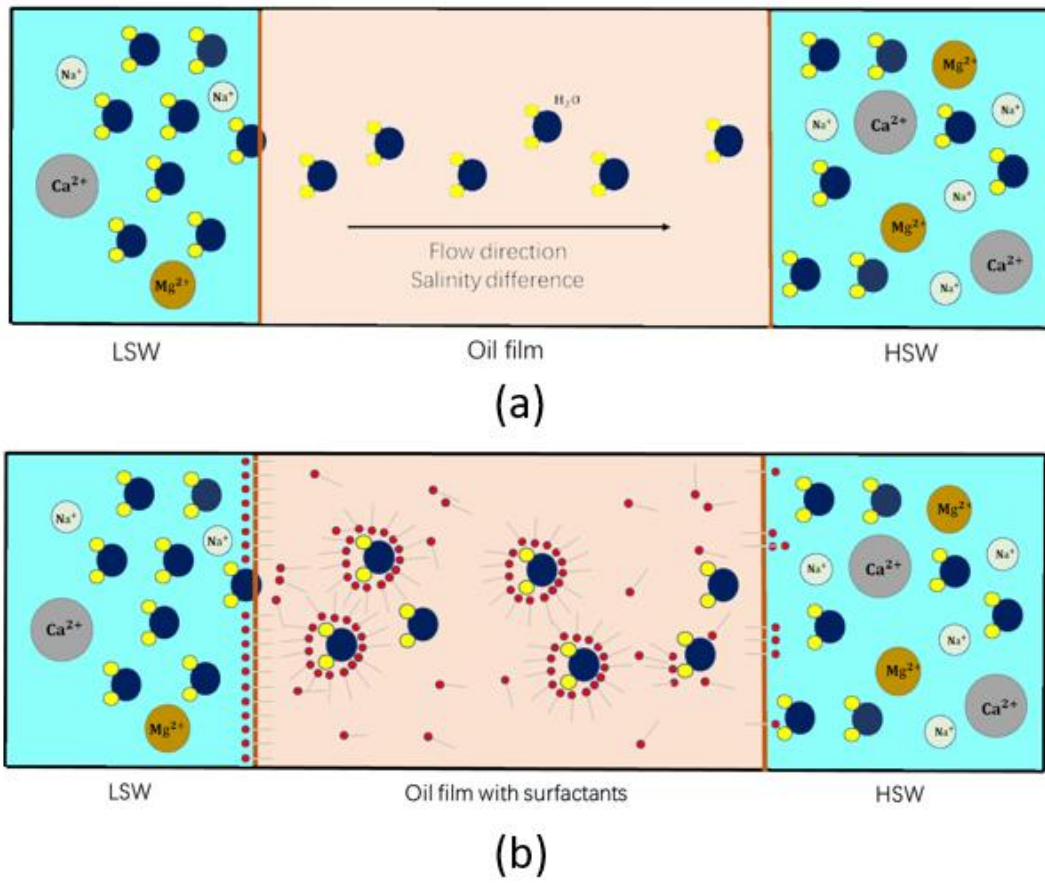 Na⁺
Na⁺
Ca²⁺
Mg²⁺
H₂O
Flow direction
Salinity difference
Mg²⁺
Na⁺
Ca²⁺
Na⁺
Na⁺
Mg²⁺
Ca²⁺
Na⁺
LSW
Oil film
HSW
(a)
Na⁺
Na⁺
Ca²⁺
Mg²⁺
Mg²⁺
Na⁺
Ca²⁺
Na⁺
Na⁺
Mg²⁺
Ca²⁺
Na⁺
LSW
Oil film with surfactants
HSW
(b)